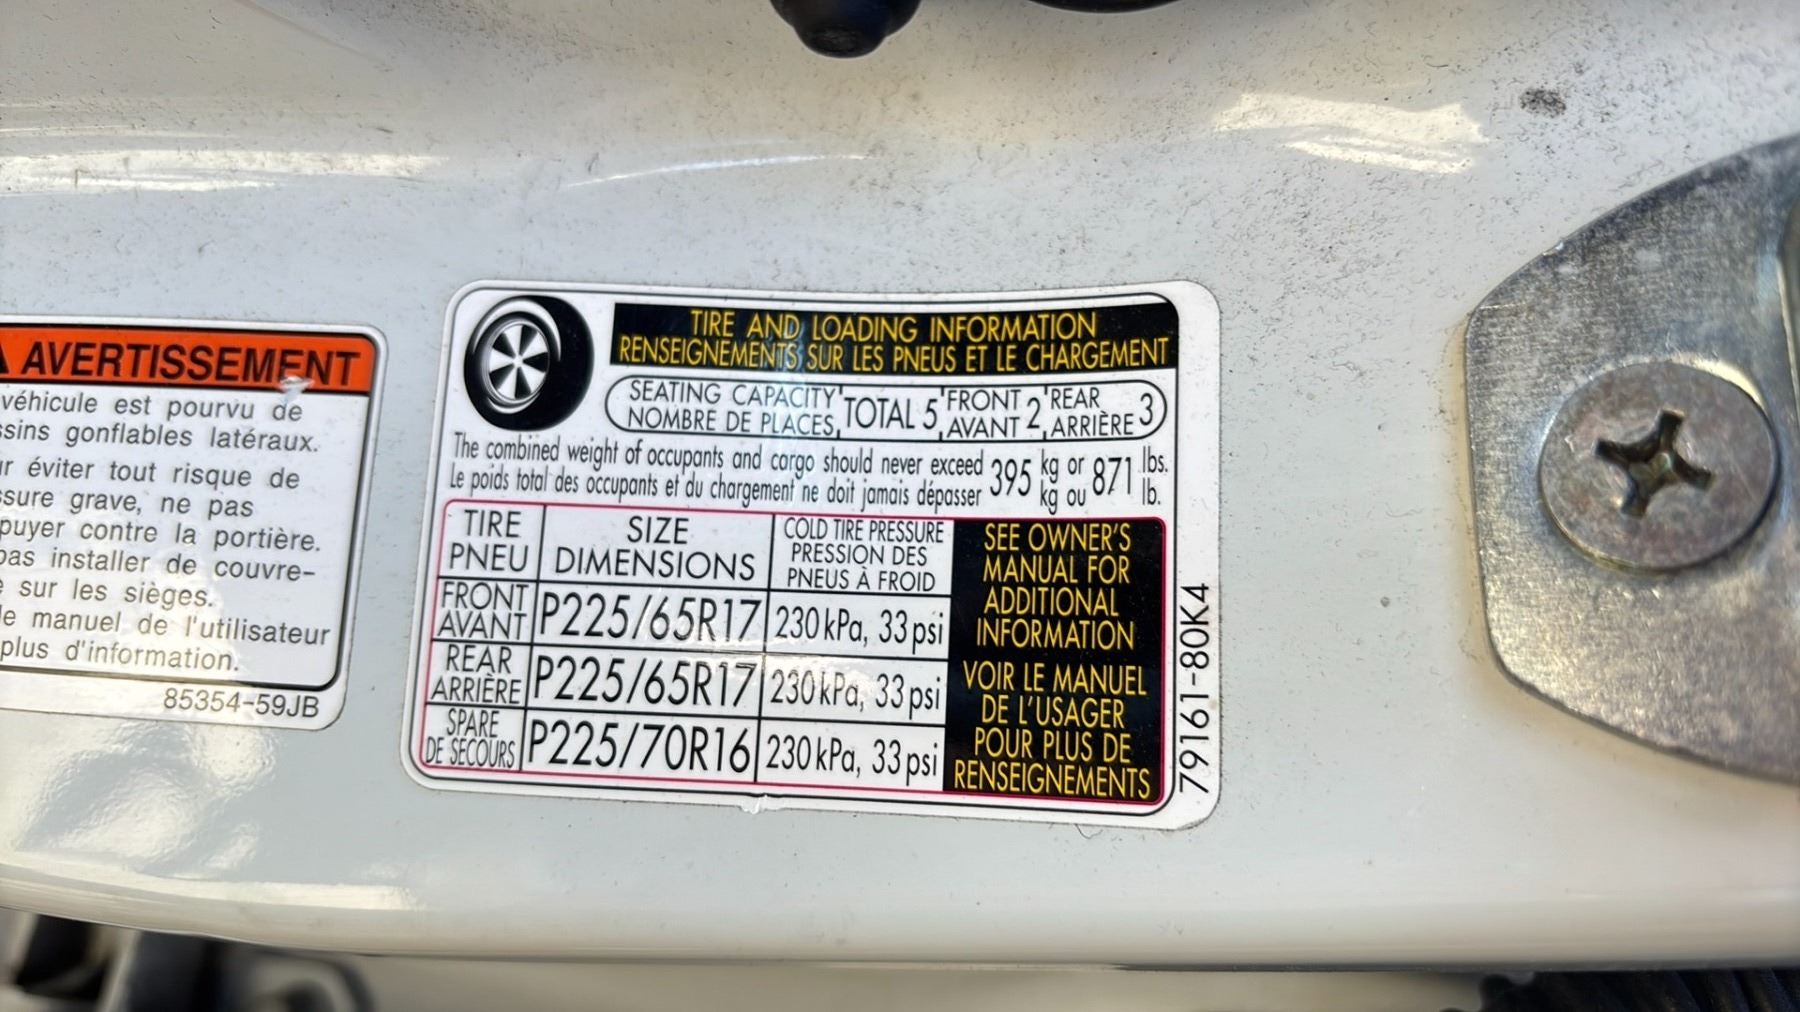 AVERTISSEMENT
véhicule est pourvu de
gonflables latéraux.
éviter tout risque de
grave, ne pas
contre la portière.
pas installer de couvre-
sur les sièges.
le manuel de l'utilisateur
plus d'information.
85354-59JB
TIRE AND LOADING INFORMATION
RENSEIGNEMENTS SUR LES PNEUS ET LE CHARGEMENT
SEATING CAPACITY TOTAL 5 FRONT 2 REAR 3
NOMBRE DE PLACES AVANT ARRIÈRE
The combined weight of occupants and cargo should never exceed 395 kg or 871 lbs.
Le poids total des occupants et du chargement ne doit jamais dépasser kg ou lb.
TIRE SIZE COLD TIRE PRESSURE
PNEU DIMENSIONS PRESSION DES
PNEUS À FROID
FRONT
AVANT P225/65R17 230 kPa, 33 psi
REAR
ARRIÈRE P225/65R17 230 kPa, 33 psi
SPARE
DE SECOURS P225/70R16 230 kPa, 33 psi
SEE OWNER'S
MANUAL FOR
ADDITIONAL
INFORMATION
VOIR LE MANUEL
DE L'USAGER
POUR PLUS DE
RENSEIGNEMENTS
79161-80K4